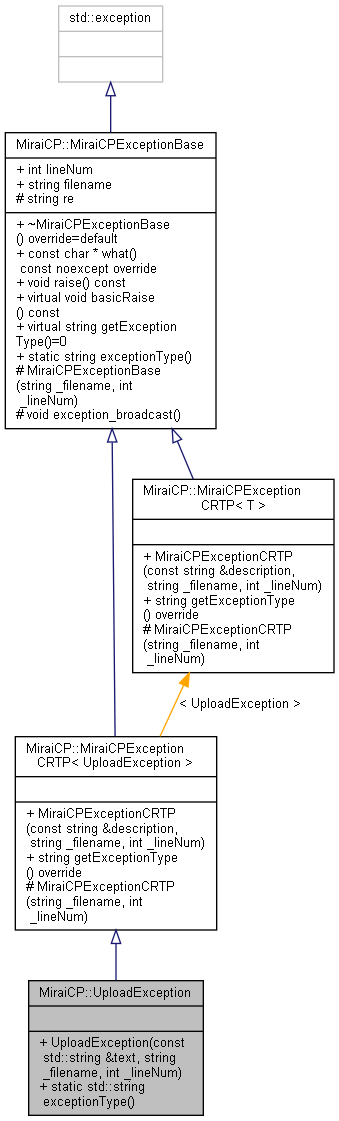 std::exception
MiraiCP::MiraiCPExceptionBase
+ int lineNum
+ string filename
# string re
+ ~MiraiCPExceptionBase
() override=default
+ const char * what()
const noexcept override
+ void raise() const
+ virtual void basicRaise
() const
+ virtual string getException
Type()=0
+ static string exceptionType()
# MiraiCPExceptionBase
(string _filename, int
_lineNum)
# void exception_broadcast()
MiraiCP::MiraiCPException
CRTP< T >
+ MiraiCPExceptionCRTP
(const string &description,
string _filename, int _lineNum)
+ string getExceptionType
() override
# MiraiCPExceptionCRTP
(string _filename, int
_lineNum)
< UploadException >
MiraiCP::MiraiCPException
CRTP< UploadException >
+ MiraiCPExceptionCRTP
(const string &description,
string _filename, int _lineNum)
+ string getExceptionType
() override
# MiraiCPExceptionCRTP
(string _filename, int
_lineNum)
MiraiCP::UploadException
+ UploadException(const
std::string &text, string
_filename, int _lineNum)
+ static std::string
exceptionType()